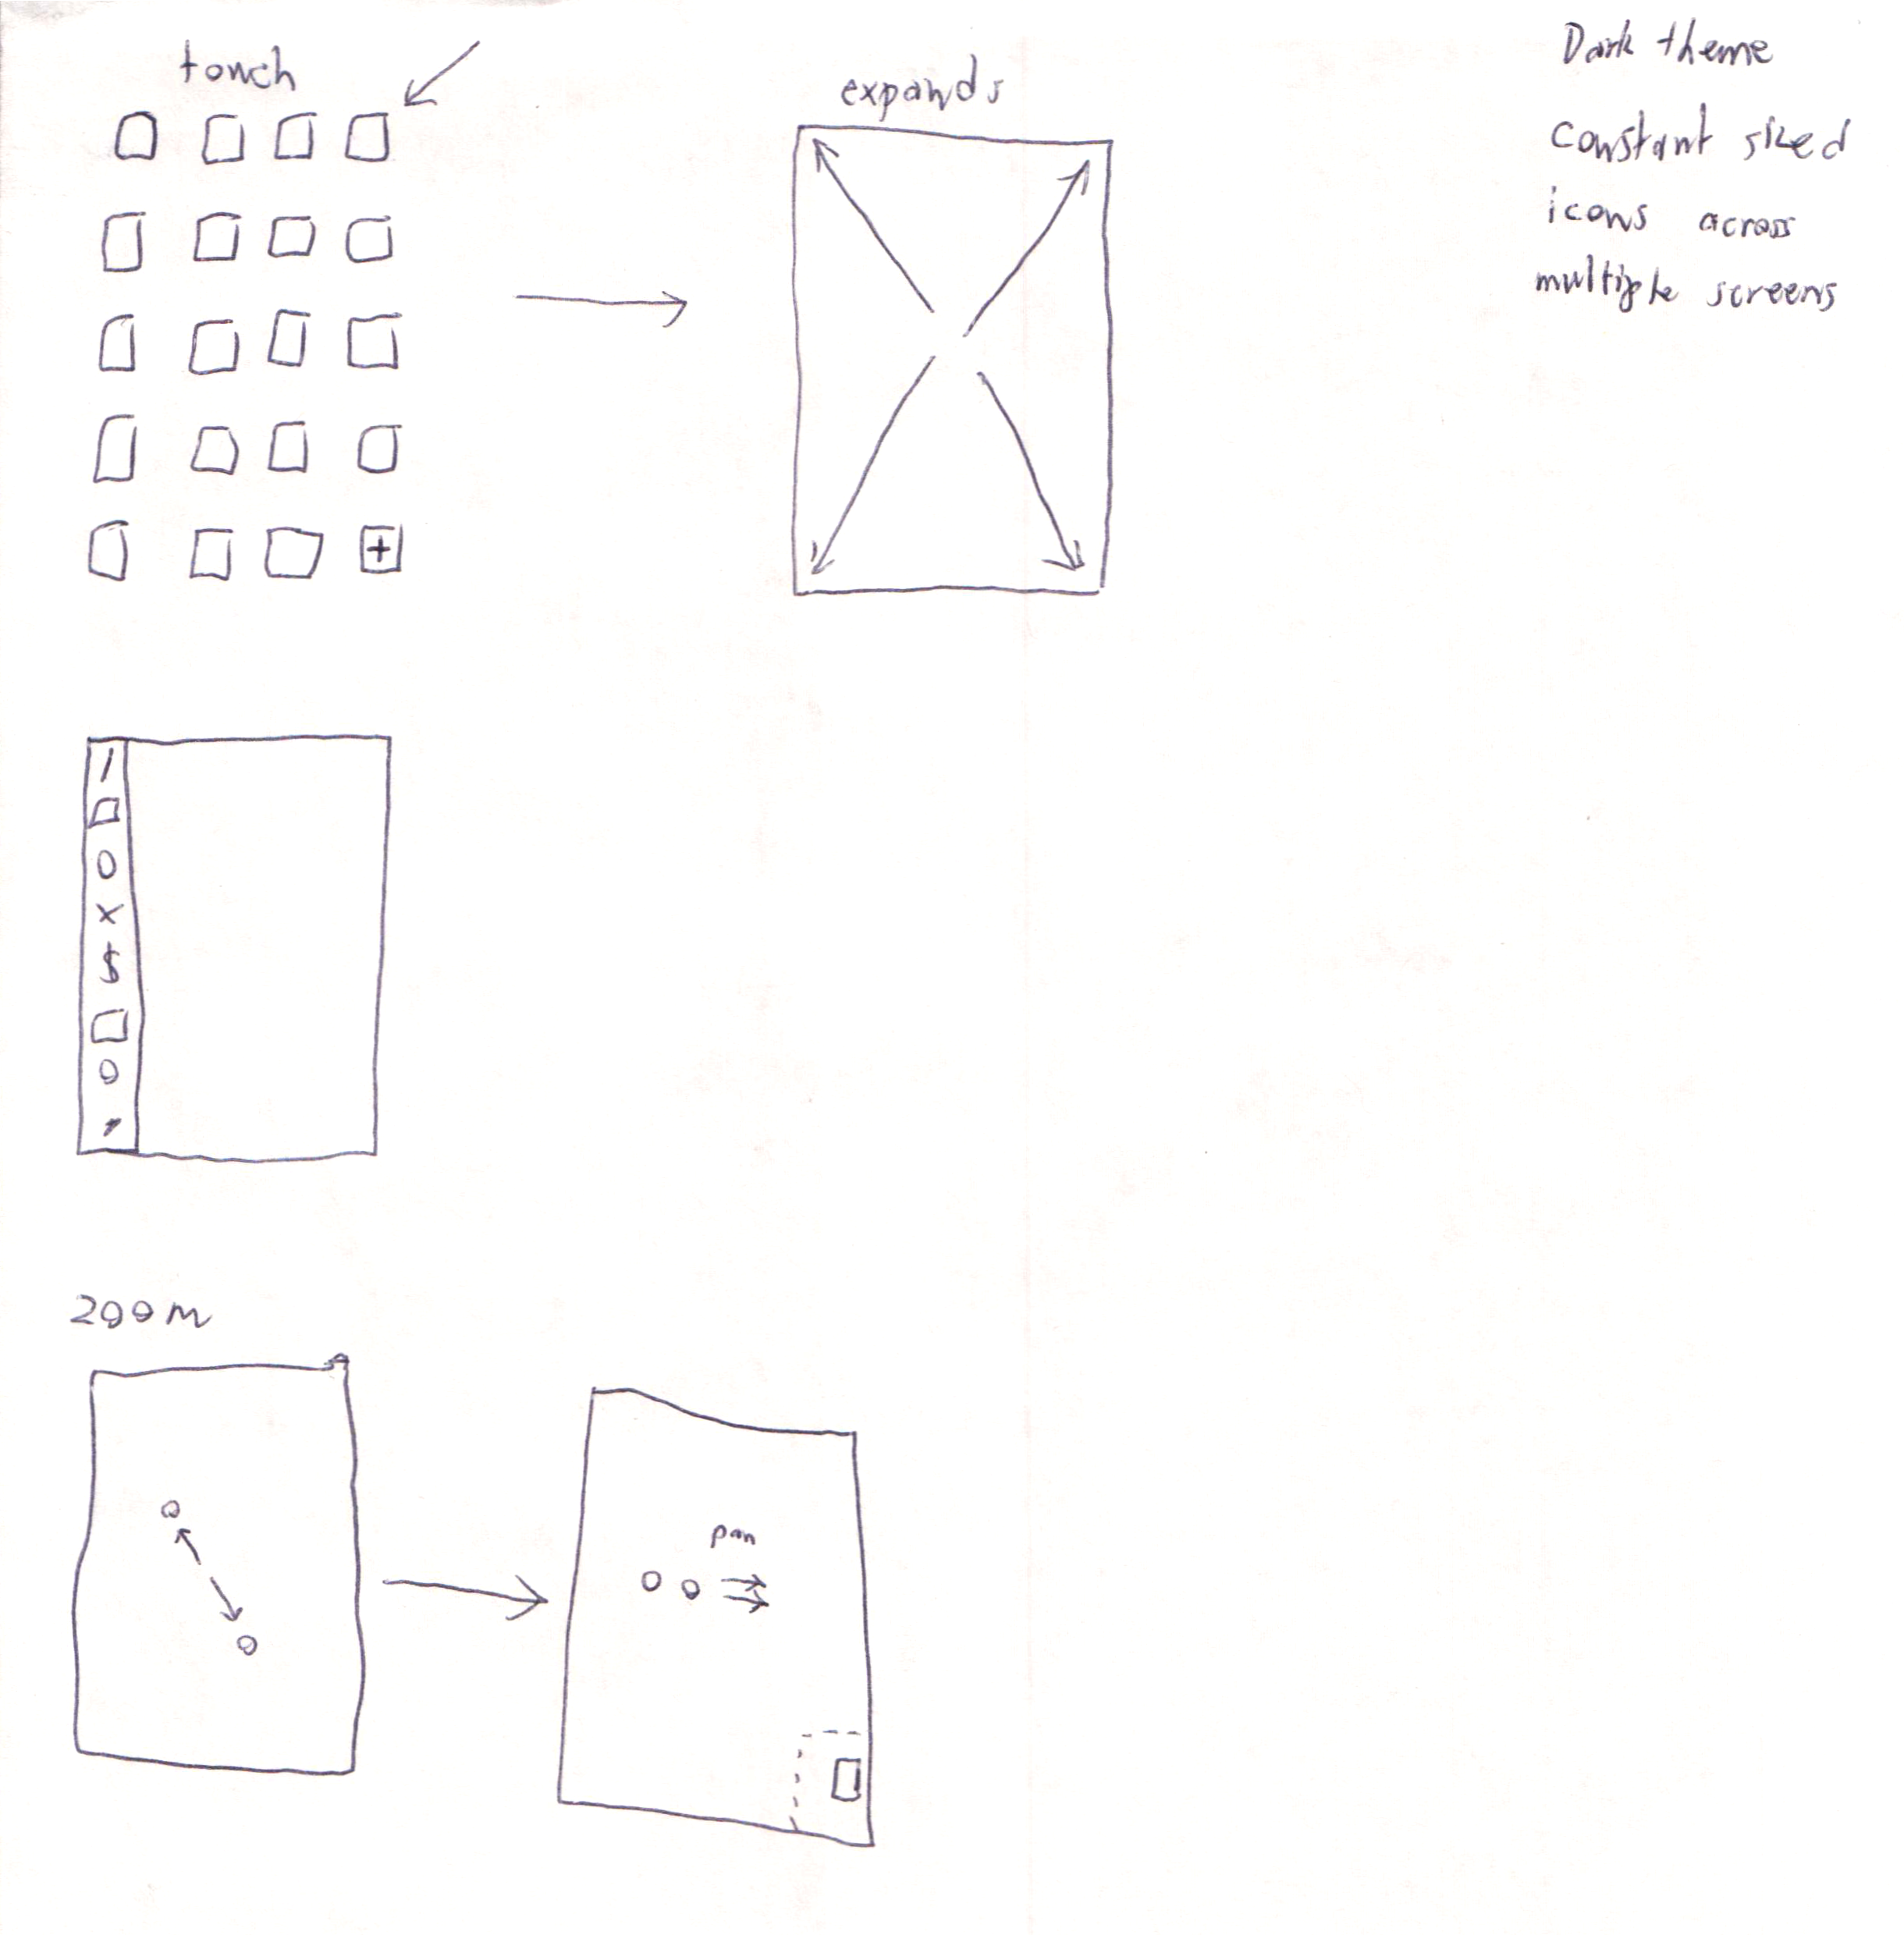 touch
expands
Dark theme
constant sized
icons across
multiple screens
+
/
O
X
$
O
zoom
pan